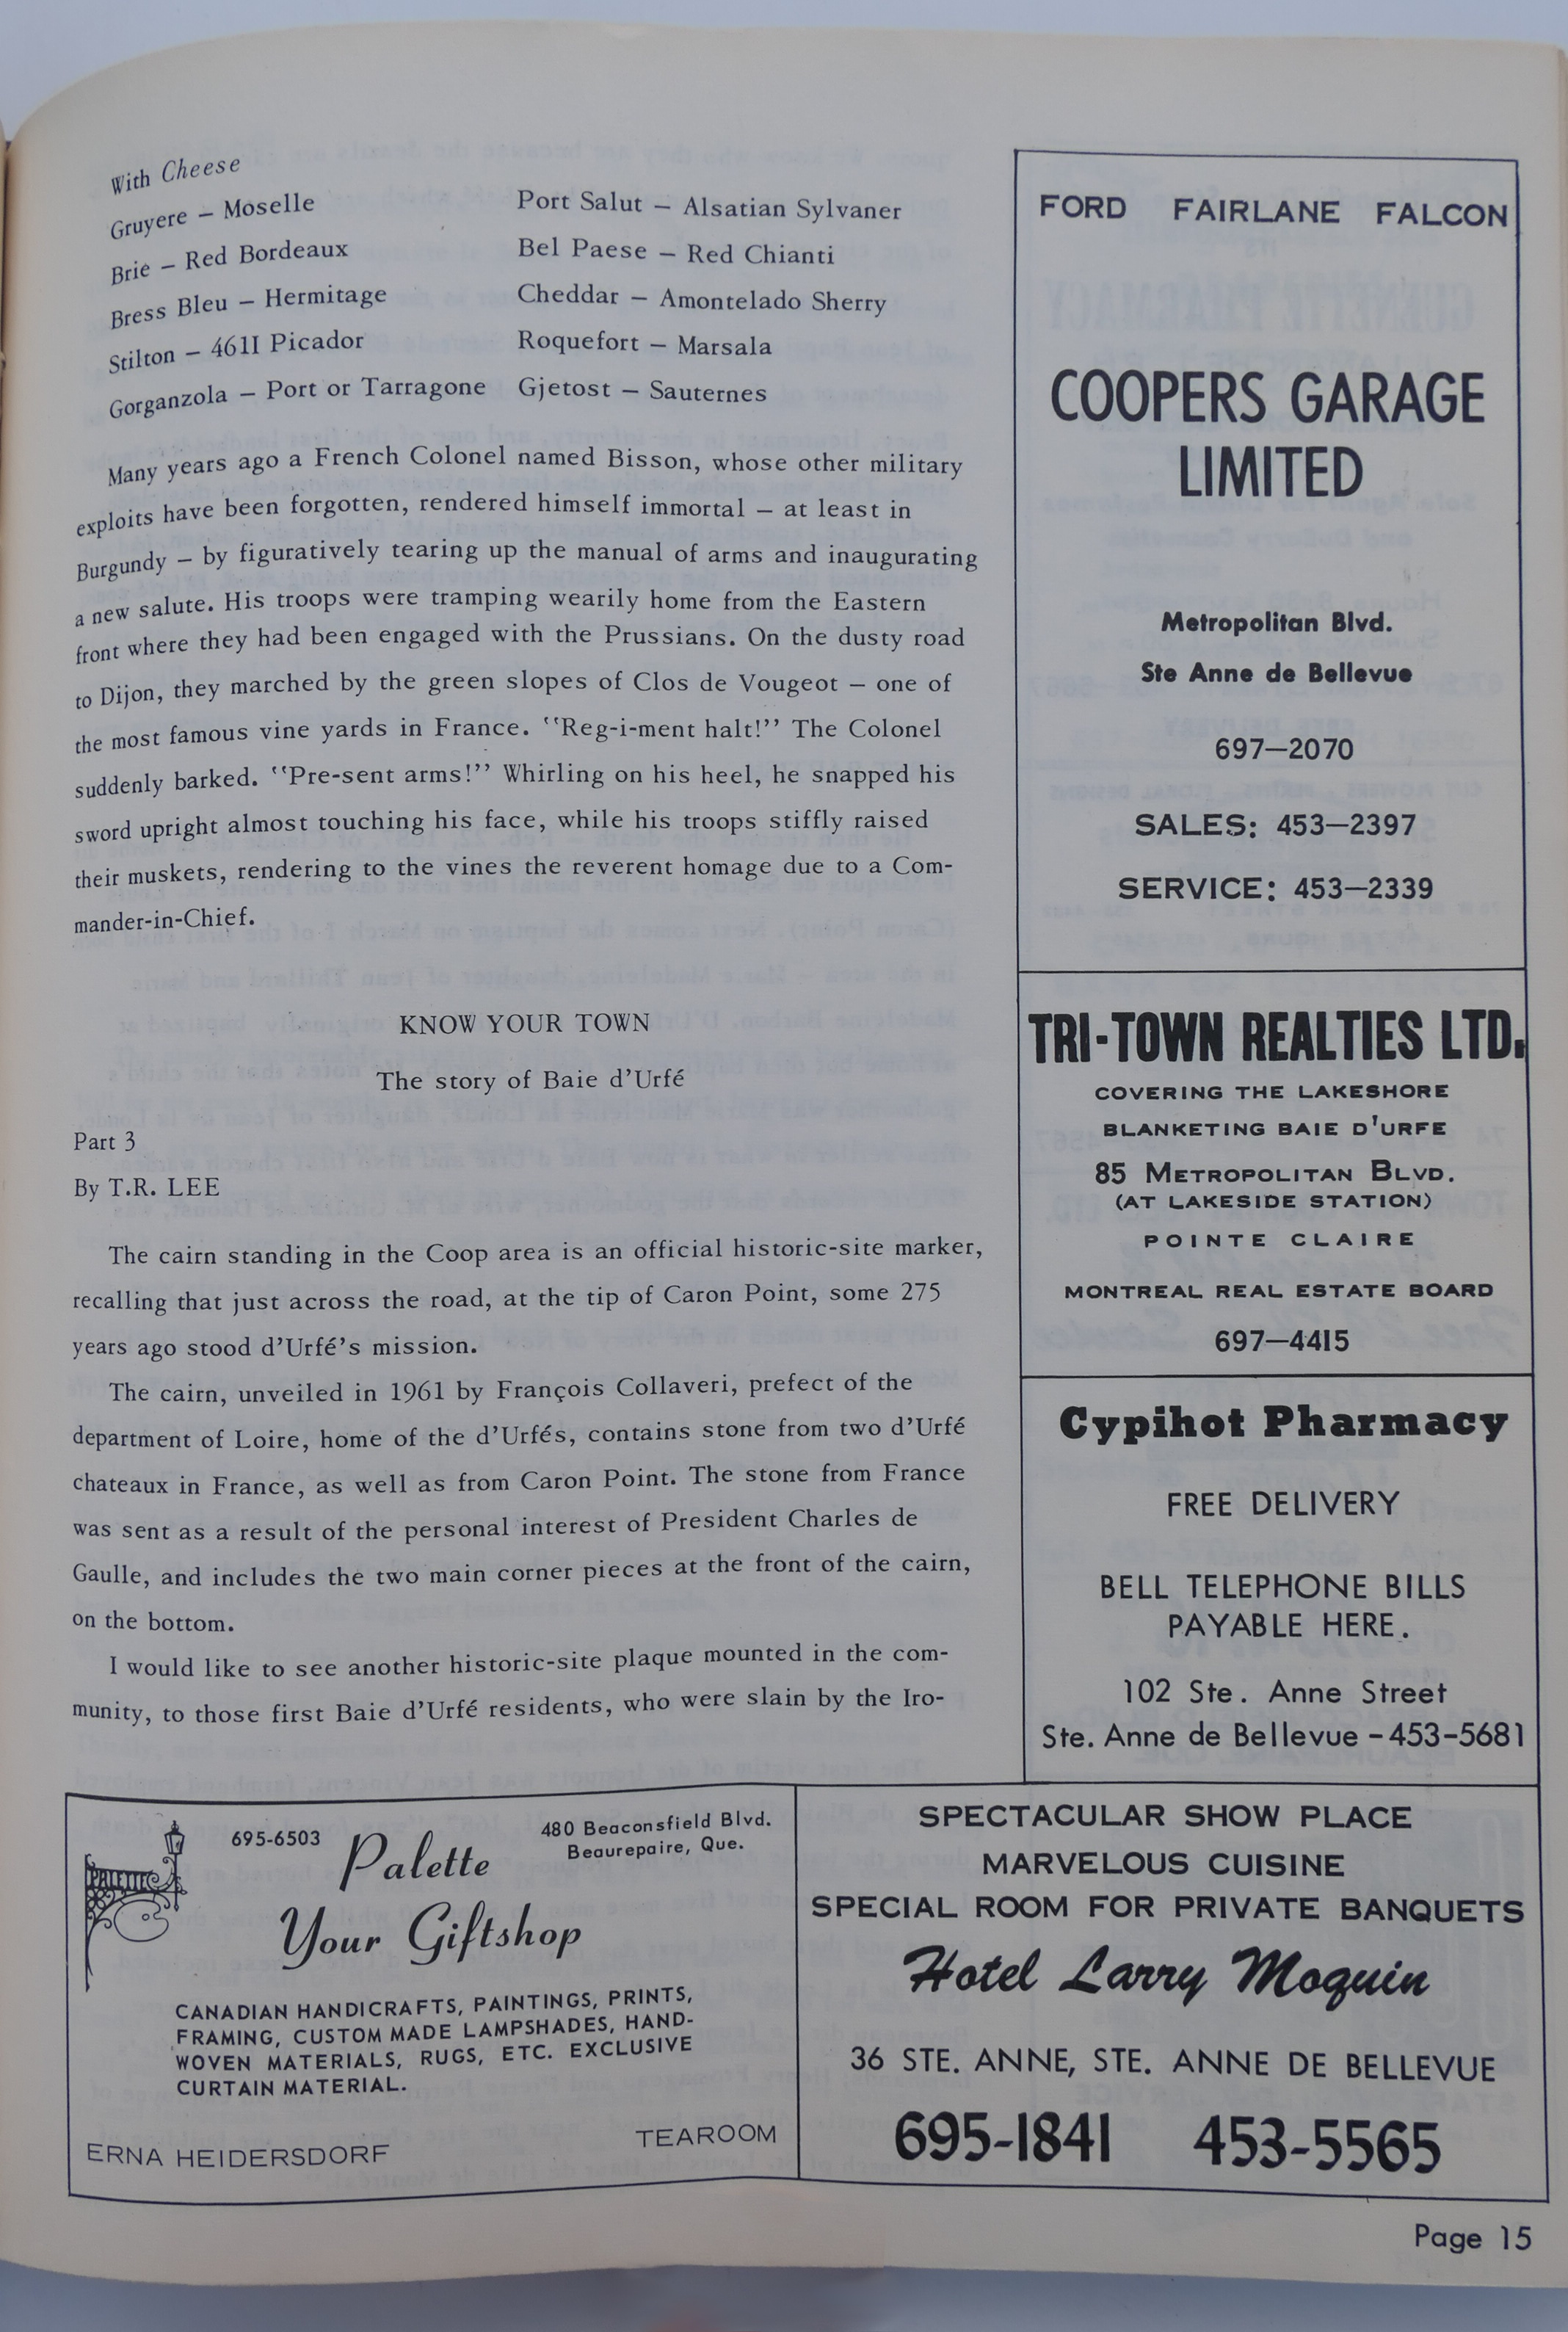 With Cheese
Gruyere – Moselle
Brie – Red Bordeaux
Bress Bleu – Hermitage
Stilton – 461I Picador
Gorganzola – Port or Tarragone
Port Salut – Alsatian Sylvaner
Bel Paese – Red Chianti
Cheddar – Amontelado Sherry
Roquefort – Marsala
Gjetost – Sauternes
Many years ago a French Colonel named Bisson, whose other military
exploits have been forgotten, rendered himself immortal – at least in
Burgundy – by figuratively tearing up the manual of arms and inaugurating
a new salute. His troops were tramping wearily home from the Eastern
front where they had been engaged with the Prussians. On the dusty road
to Dijon, they marched by the green slopes of Clos de Vougeot – one of
the most famous vine yards in France. "Reg-i-ment halt!" The Colonel
suddenly barked. "Pre-sent arms!" Whirling on his heel, he snapped his
sword upright almost touching his face, while his troops stiffly raised
their muskets, rendering to the vines the reverent homage due to a Com-
mander-in-Chief.
KNOW YOUR TOWN
The story of Baie d'Urfé
Part 3
By T.R. LEE
The cairn standing in the Coop area is an official historic-site marker,
recalling that just across the road, at the tip of Caron Point, some 275
years ago stood d'Urfé's mission.
The cairn, unveiled in 1961 by François Collaveri, prefect of the
department of Loire, home of the d'Urfés, contains stone from two d'Urfé
chateaux in France, as well as from Caron Point. The stone from France
was sent as a result of the personal interest of President Charles de
Gaulle, and includes the two main corner pieces at the front of the cairn,
on the bottom.
I would like to see another historic-site plaque mounted in the com-
munity, to those first Baie d'Urfé residents, who were slain by the Iro-
FORD FAIRLANE FALCON
COOPERS GARAGE
LIMITED
Metropolitan Blvd.
Ste Anne de Bellevue
697–2070
SALES: 453–2397
SERVICE: 453–2339
TRI-TOWN REALTIES LTD.
COVERING THE LAKESHORE
BLANKETING BAIE D'URFE
85 METROPOLITAN BLVD.
(AT LAKESIDE STATION)
POINTE CLAIRE
MONTREAL REAL ESTATE BOARD
697–4415
Cypihot Pharmacy
FREE DELIVERY
BELL TELEPHONE BILLS
PAYABLE HERE.
102 Ste. Anne Street
Ste. Anne de Bellevue - 453-5681
PALETTE
695-6503
Palette
480 Beaconsfield Blvd.
Beaurepaire, Que.
Your Giftshop
CANADIAN HANDICRAFTS, PAINTINGS, PRINTS,
FRAMING, CUSTOM MADE LAMPSHADES, HAND-
WOVEN MATERIALS, RUGS, ETC. EXCLUSIVE
CURTAIN MATERIAL.
ERNA HEIDERSDORF
TEAROOM
SPECTACULAR SHOW PLACE
MARVELOUS CUISINE
SPECIAL ROOM FOR PRIVATE BANQUETS
Hotel Larry Moquin
36 STE. ANNE, STE. ANNE DE BELLEVUE
695-1841 453-5565
Page 15